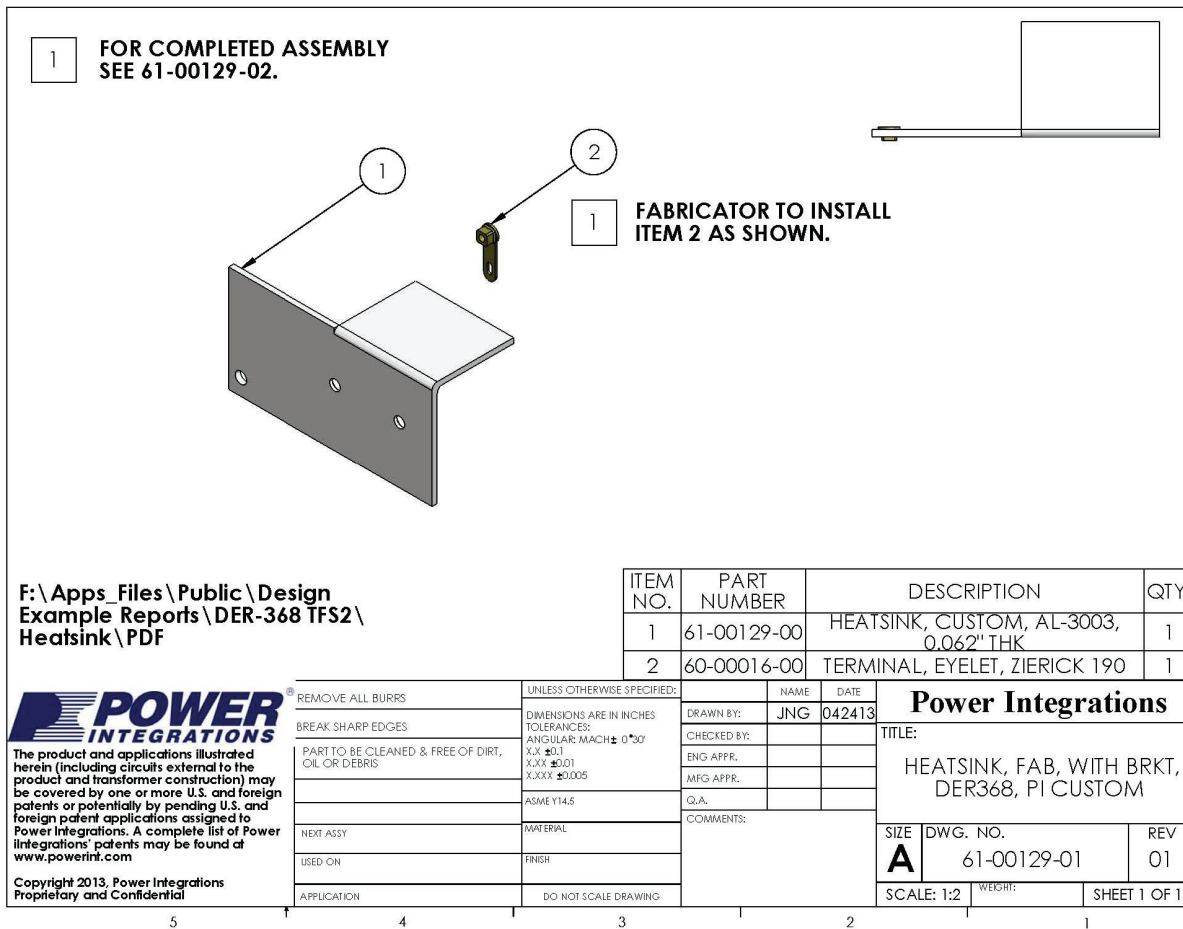 1
FOR COMPLETED ASSEMBLY
SEE 61-00129-02.
1
2
1
FABRICATOR TO INSTALL
ITEM 2 AS SHOWN.
F:\Apps_Files\Public\Design
Example Reports\DER-368 TFS2\
Heatsink\PDF
ITEM NO. PART NUMBER DESCRIPTION QTY
1 61-00129-00 HEATSINK, CUSTOM, AL-3003, 0.062" THK 1
2 60-00016-00 TERMINAL, EYELET, ZIERICK 190 1
POWER
INTEGRATIONS®
The product and applications illustrated
herein (including circuits external to the
product and transformer construction) may
be covered by one or more U.S. and foreign
patents or potentially by pending U.S. and
foreign patent applications assigned to
Power Integrations. A complete list of Power
iIntegrations' patents may be found at
www.powerint.com
Copyright 2013, Power Integrations
Proprietary and Confidential
REMOVE ALL BURRS
BREAK SHARP EDGES
PART TO BE CLEANED & FREE OF DIRT,
OIL OR DEBRIS
NEXT ASSY
USED ON
APPLICATION
UNLESS OTHERWISE SPECIFIED:
DIMENSIONS ARE IN INCHES
TOLERANCES:
ANGULAR: MACH± 0°30'
X.X ±0.1
X.XX ±0.01
X.XXX ±0.005
ASME Y14.5
MATERIAL
FINISH
DO NOT SCALE DRAWING
NAME DATE
DRAWN BY: JNG 042413
CHECKED BY:
ENG APPR.
MFG APPR.
Q.A.
COMMENTS:
Power Integrations
TITLE:
HEATSINK, FAB, WITH BRKT,
DER368, PI CUSTOM
SIZE DWG. NO. REV
A 61-00129-01 01
SCALE: 1:2 WEIGHT: SHEET 1 OF 1
5 4 3 2 1